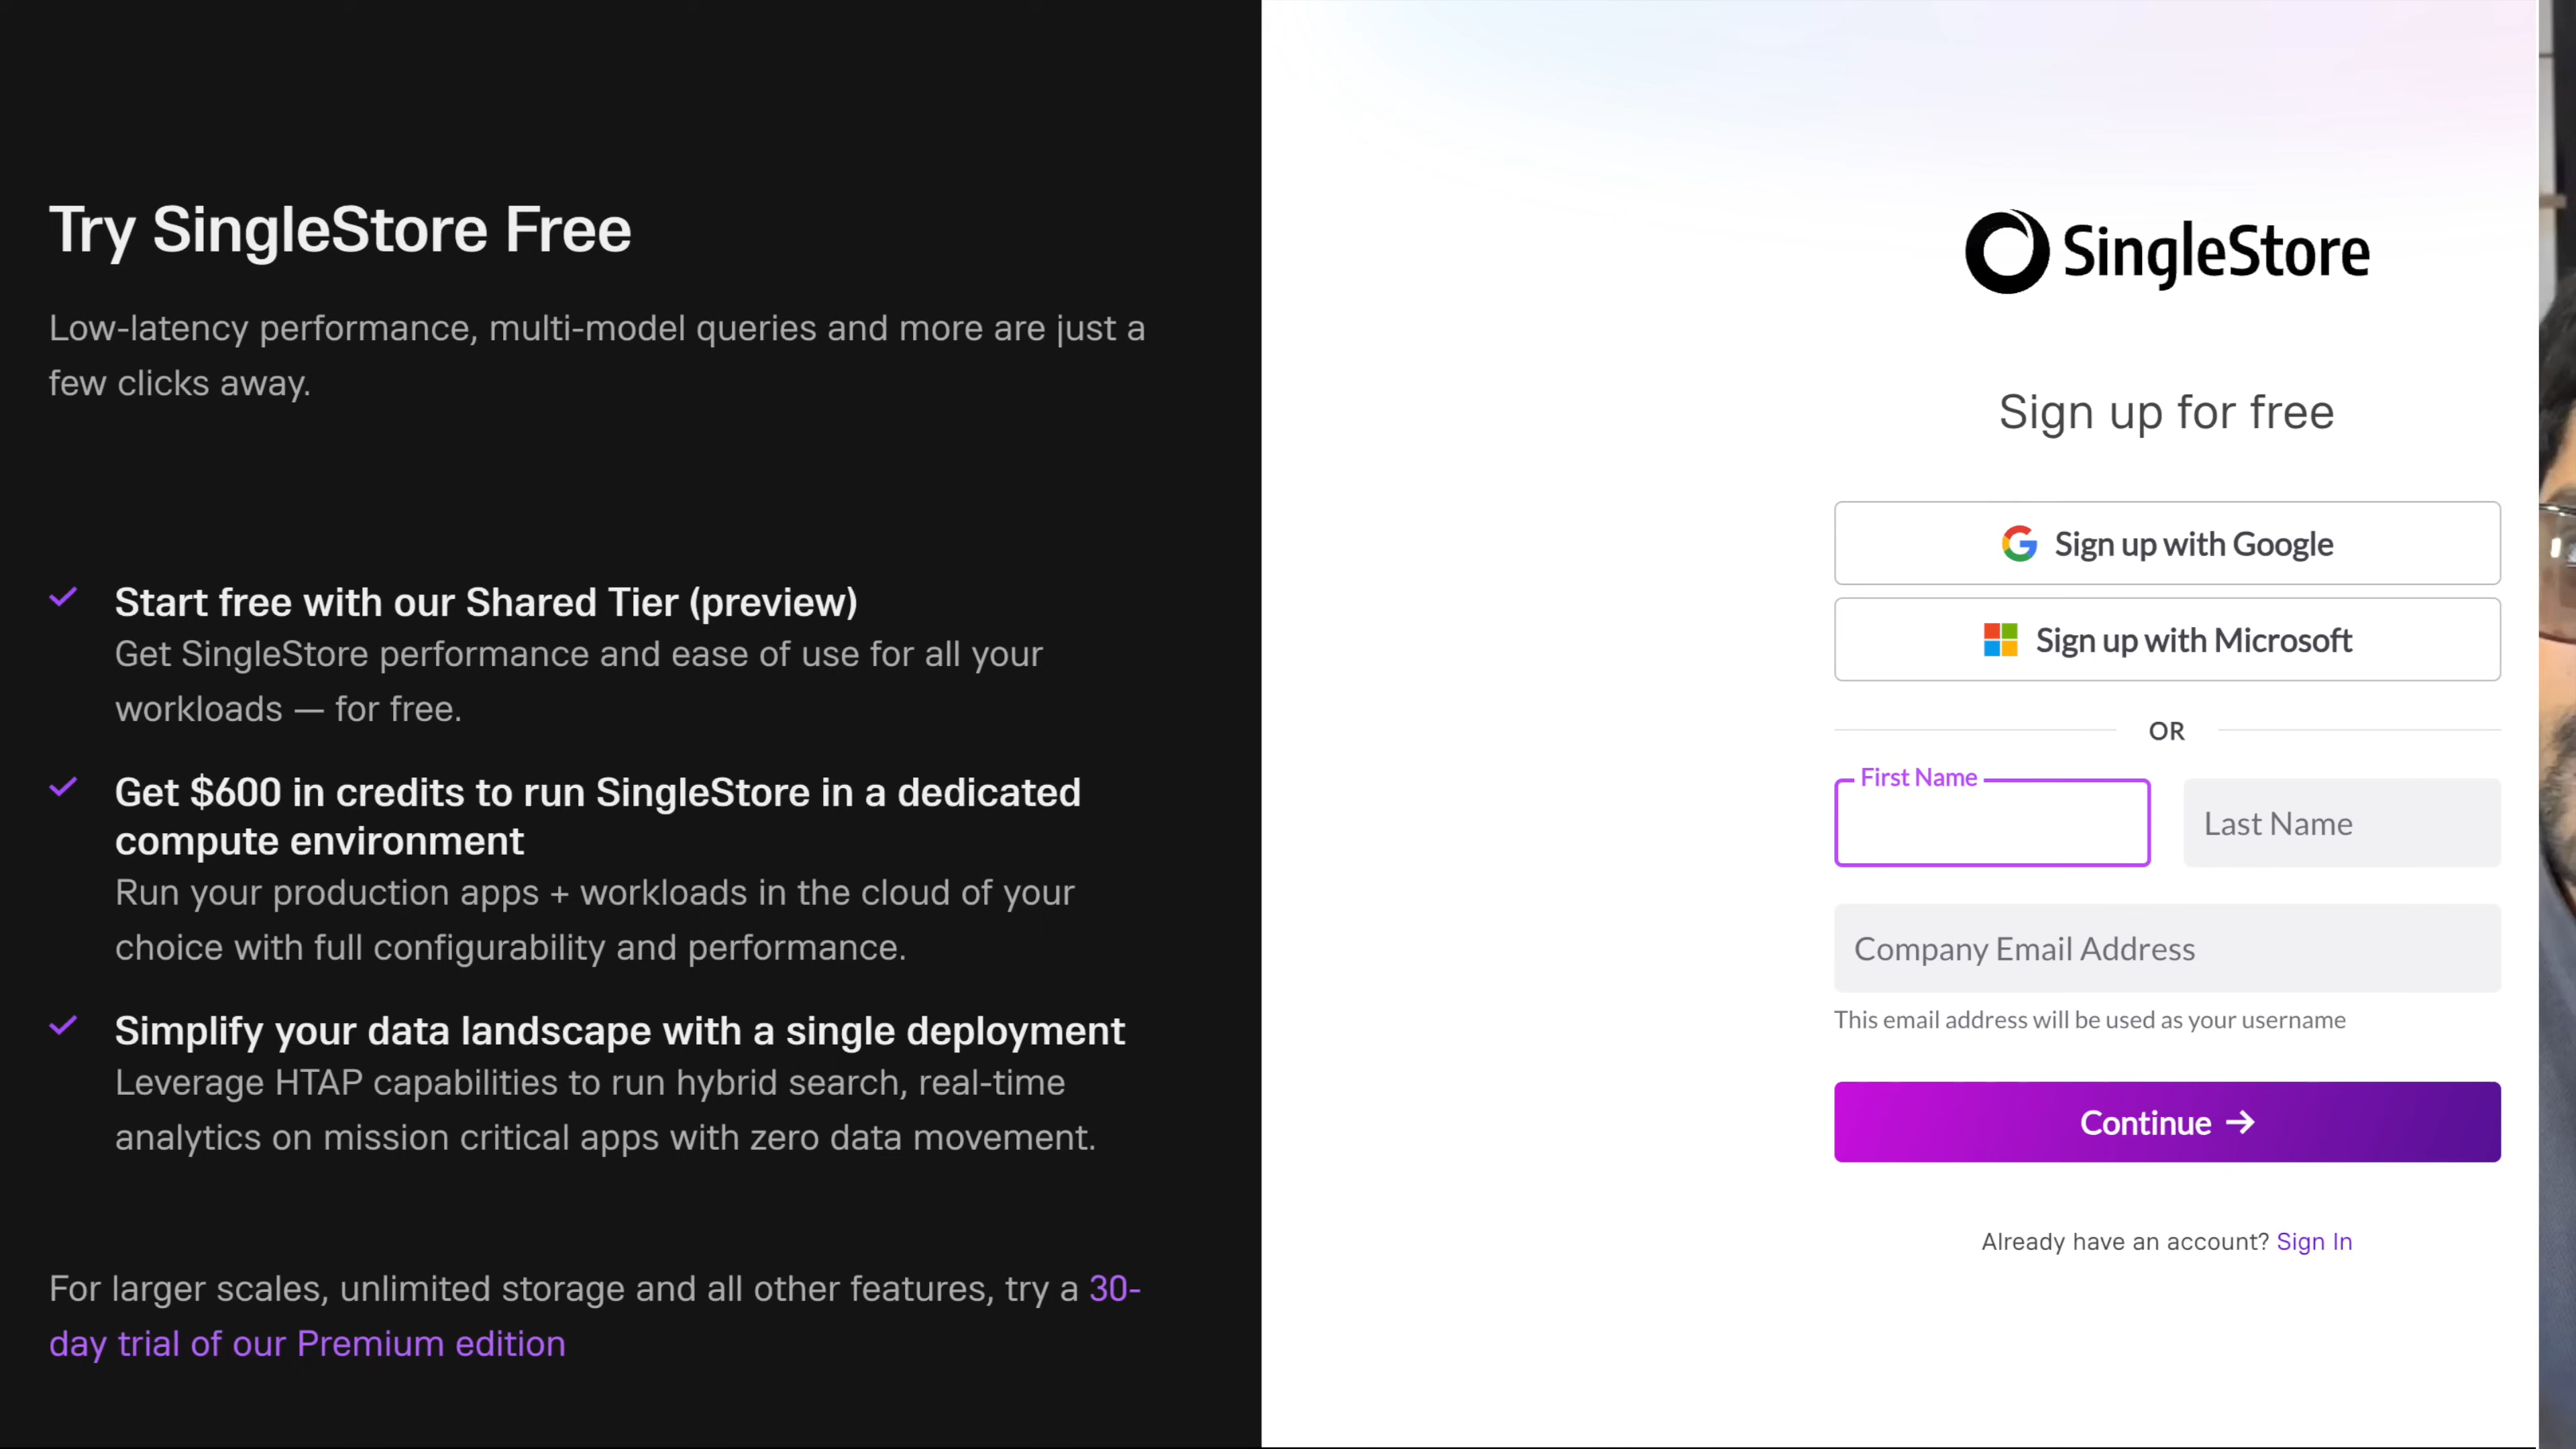 Try SingleStore Free
Low-latency performance, multi-model queries and more are just a
few clicks away.
Start free with our Shared Tier (preview)
Get SingleStore performance and ease of use for all your
workloads — for free.
Get $600 in credits to run SingleStore in a dedicated
compute environment
Run your production apps + workloads in the cloud of your
choice with full configurability and performance.
Simplify your data landscape with a single deployment
Leverage HTAP capabilities to run hybrid search, real-time
analytics on mission critical apps with zero data movement.
For larger scales, unlimited storage and all other features, try a 30-
day trial of our Premium edition
SingleStore
Sign up for free
Sign up with Google
Sign up with Microsoft
OR
First Name
Last Name
Company Email Address
This email address will be used as your username
Continue →
Already have an account? Sign In